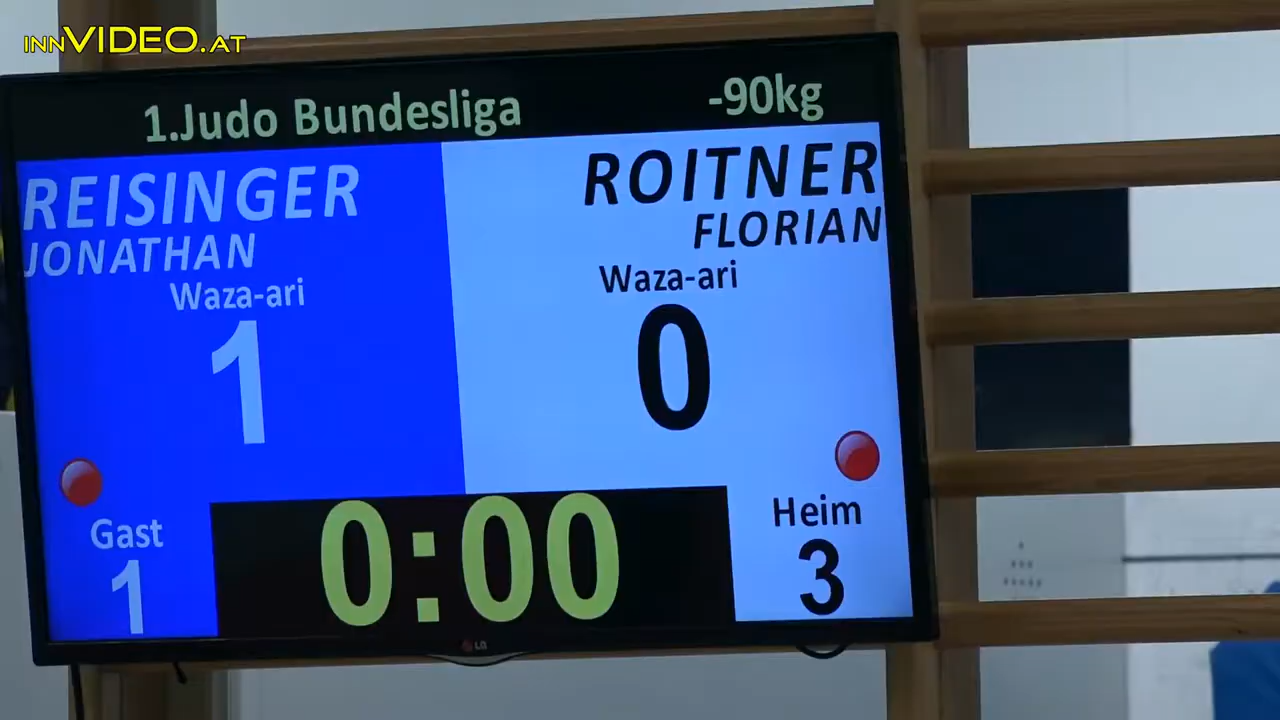 INNVIDEO.AT
1.Judo Bundesliga -90kg
REISINGER ROITNER
JONATHAN FLORIAN
Waza-ari Waza-ari
1 0
Gast Heim
1 0:00 3
LG